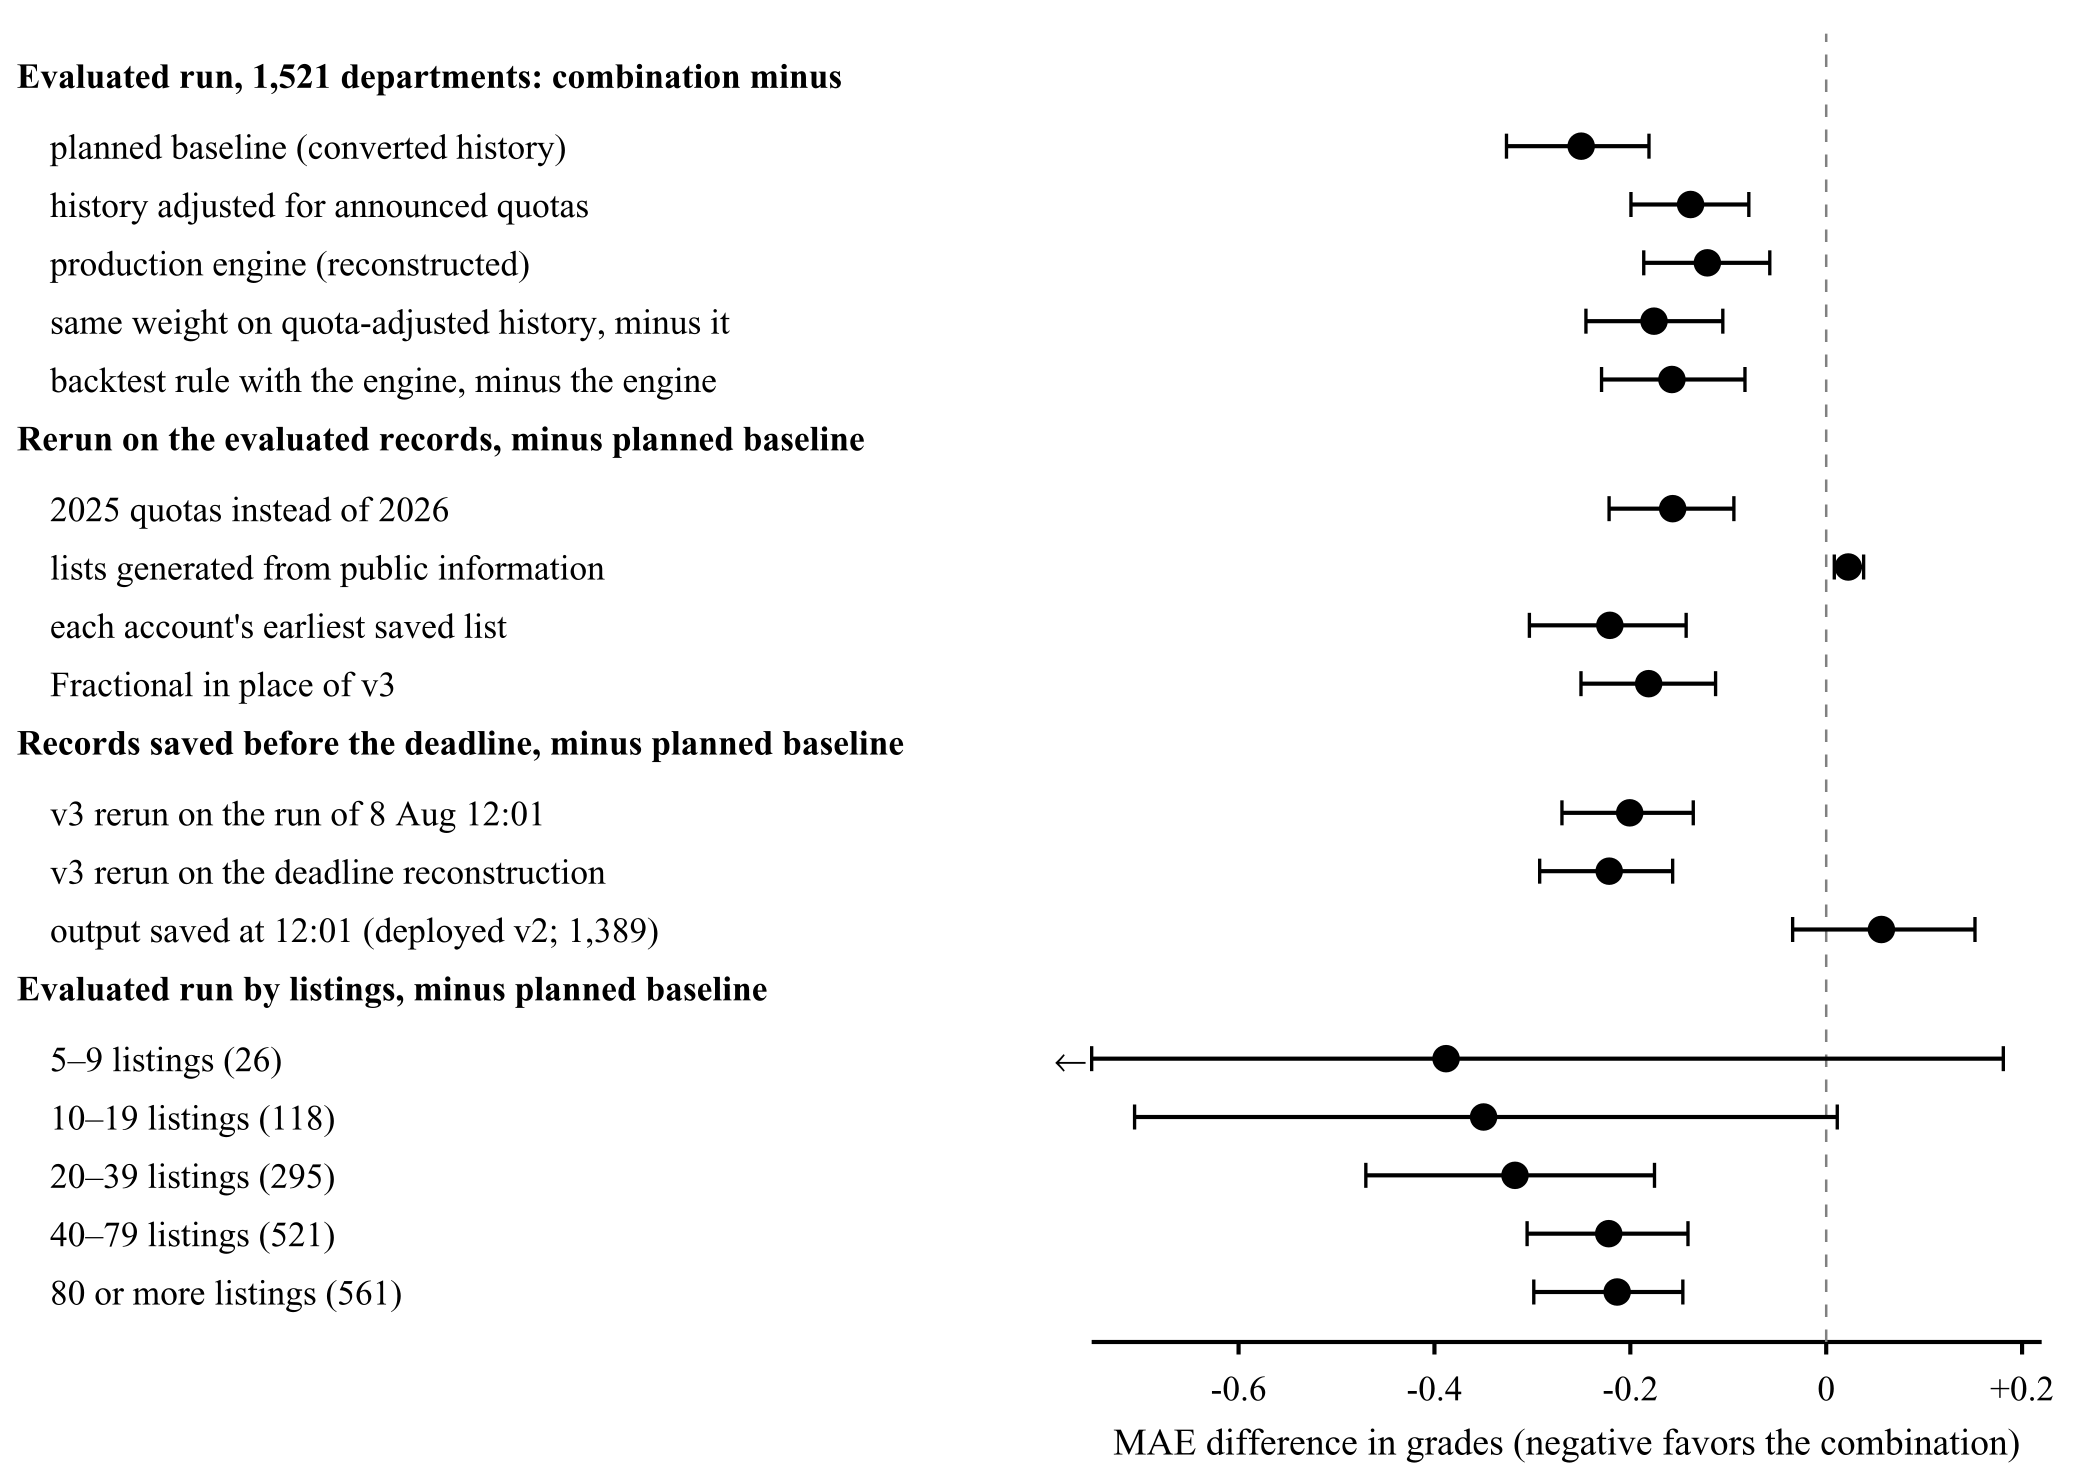 Evaluated run, 1,521 departments: combination minus
planned baseline (converted history)
history adjusted for announced quotas
production engine (reconstructed)
same weight on quota-adjusted history, minus it
backtest rule with the engine, minus the engine
Rerun on the evaluated records, minus planned baseline
2025 quotas instead of 2026
lists generated from public information
each account's earliest saved list
Fractional in place of v3
Records saved before the deadline, minus planned baseline
v3 rerun on the run of 8 Aug 12:01
v3 rerun on the deadline reconstruction
output saved at 12:01 (deployed v2; 1,389)
Evaluated run by listings, minus planned baseline
5–9 listings (26)
10–19 listings (118)
20–39 listings (295)
40–79 listings (521)
80 or more listings (561)
-0.6 -0.4 -0.2 0 +0.2
MAE difference in grades (negative favors the combination)